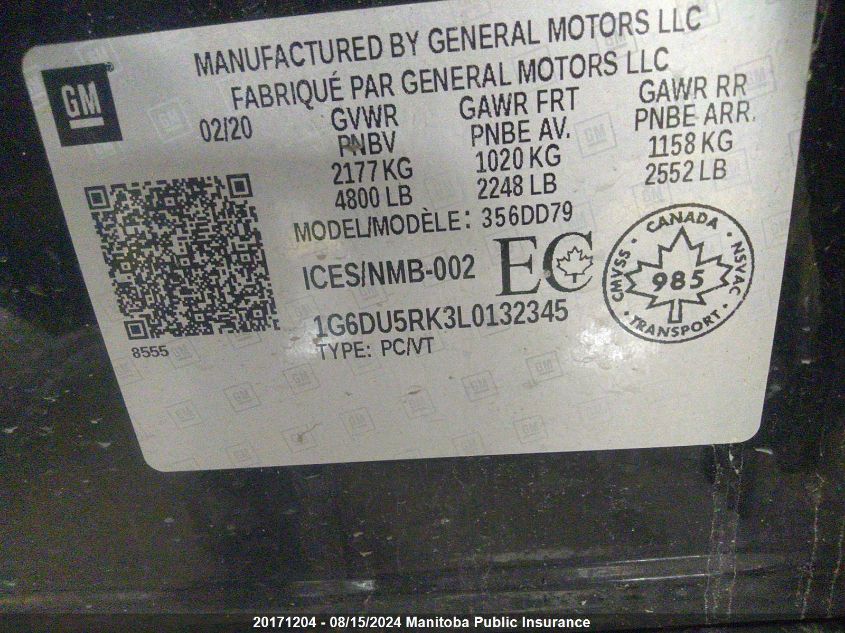 MANUFACTURED BY GENERAL MOTORS LLC
FABRIQUÉ PAR GENERAL MOTORS LLC
GM
02/20
GVWR GAWR FRT GAWR RR
PNBV PNBE AV. PNBE ARR.
2177 KG 1020 KG 1158 KG
4800 LB 2248 LB 2552 LB
MODEL/MODÈLE: 356DD79
ICES/NMB-002 EC
CANADA
CMVSS 985 NSVAC
TRANSPORT
1G6DU5RK3L0132345
TYPE: PC/VT
8555
20171204 - 08/15/2024 Manitoba Public Insurance